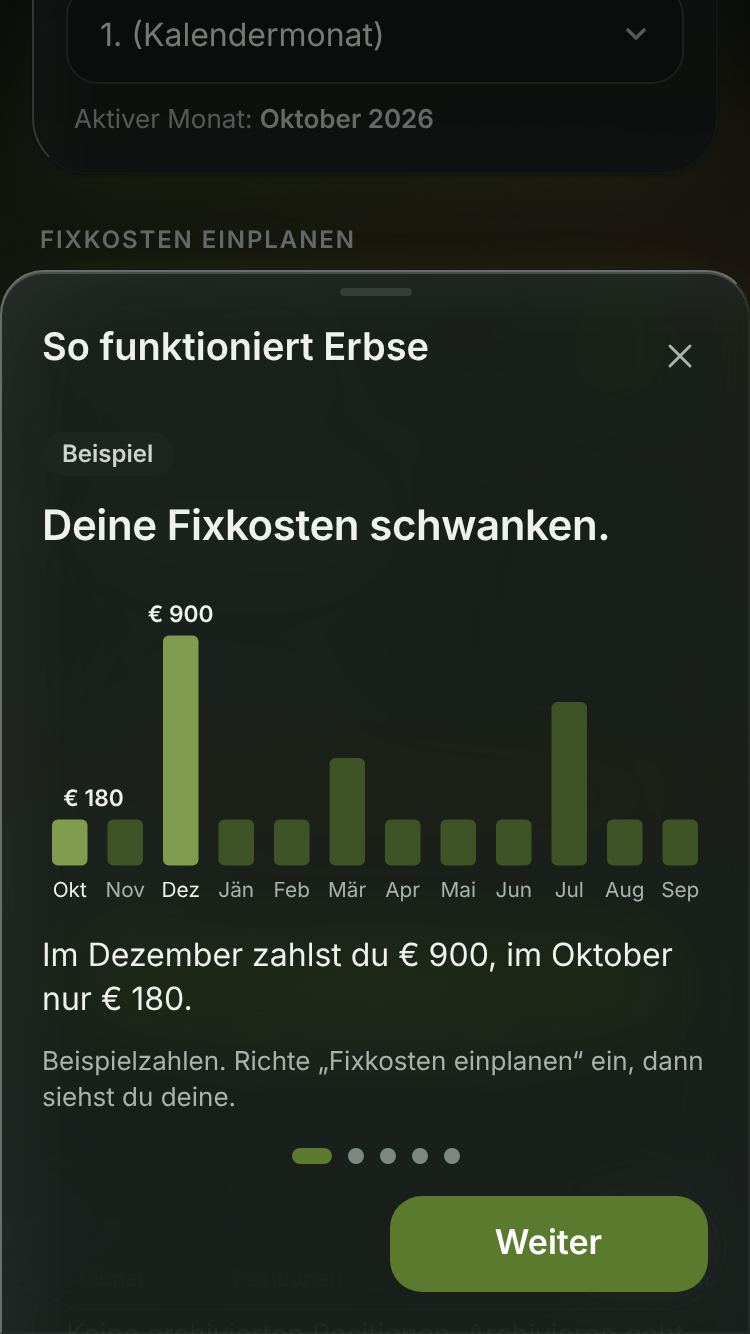 1. (Kalendermonat)
Aktiver Monat: Oktober 2026
FIXKOSTEN EINPLANEN
So funktioniert Erbse
Beispiel
Deine Fixkosten schwanken.
€ 900
€ 180
Okt Nov Dez Jän Feb Mär Apr Mai Jun Jul Aug Sep
Im Dezember zahlst du € 900, im Oktober
nur € 180.
Beispielzahlen. Richte „Fixkosten einplanen“ ein, dann
siehst du deine.
Weiter